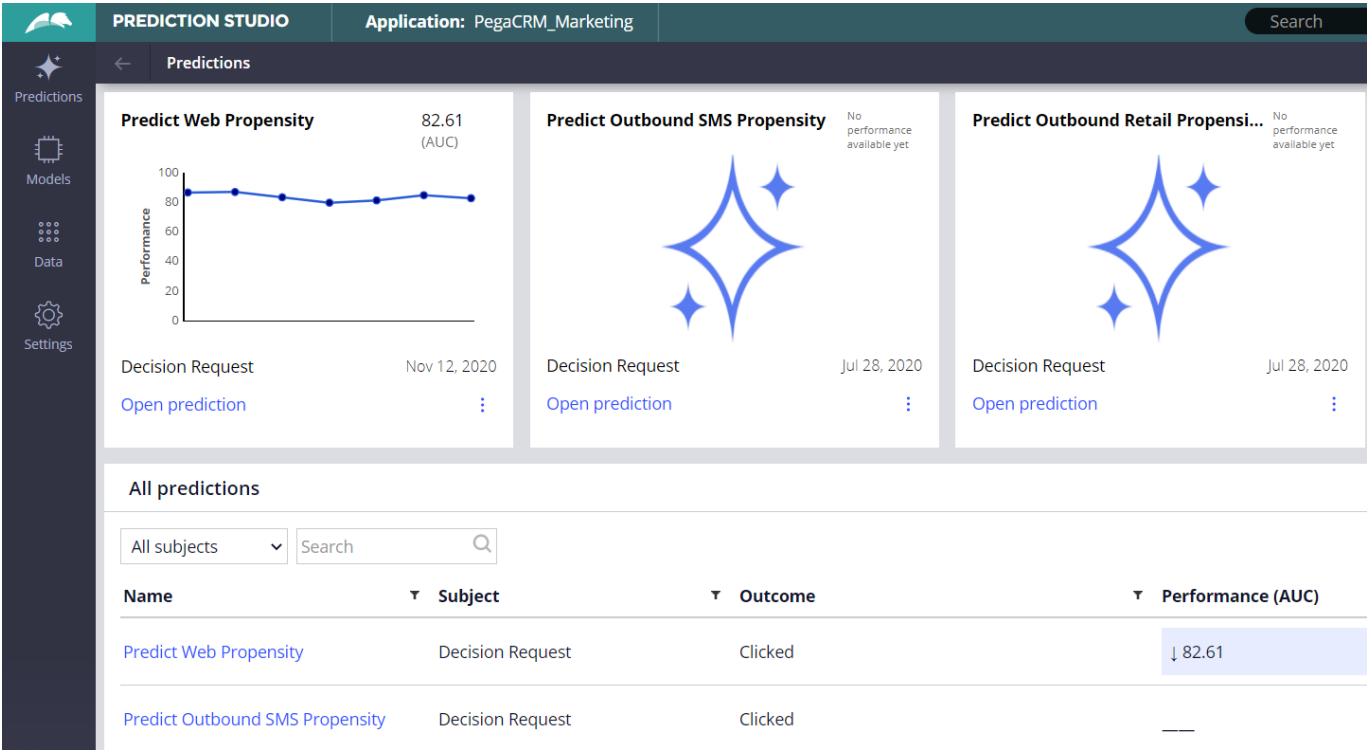 PREDICTION STUDIO
Application: PegaCRM_Marketing
Search
Predictions
Models
Data
Settings
Predictions
Predict Web Propensity
82.61
(AUC)
100
80
60
40
20
0
Performance
Decision Request
Nov 12, 2020
Open prediction
Predict Outbound SMS Propensity
No
performance
available yet
Decision Request
Jul 28, 2020
Open prediction
Predict Outbound Retail Propensi...
No
performance
available yet
Decision Request
Jul 28, 2020
Open prediction
All predictions
All subjects
Search
Name Subject Outcome Performance (AUC)
Predict Web Propensity Decision Request Clicked ↓ 82.61
Predict Outbound SMS Propensity Decision Request Clicked __